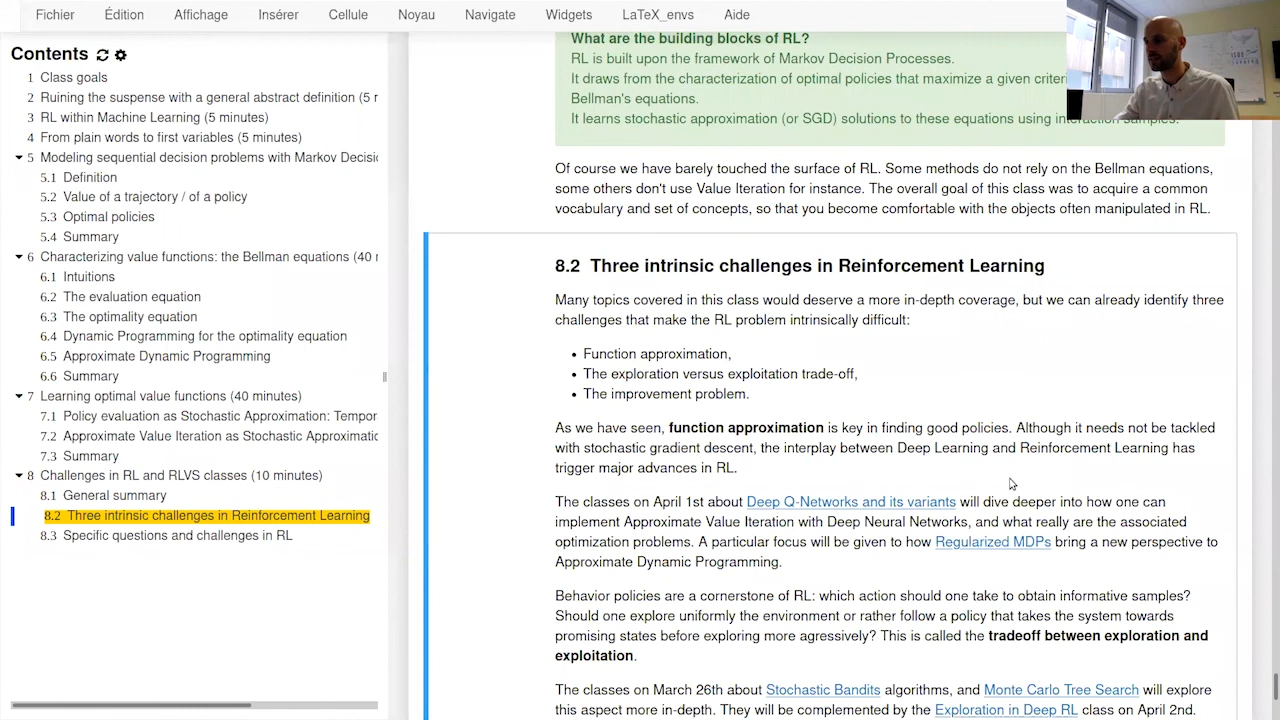 Fichier Édition Affichage Insérer Cellule Noyau Navigate Widgets LaTeX_envs Aide
Contents
1 Class goals
2 Ruining the suspense with a general abstract definition (5 r
3 RL within Machine Learning (5 minutes)
4 From plain words to first variables (5 minutes)
5 Modeling sequential decision problems with Markov Decisio
5.1 Definition
5.2 Value of a trajectory / of a policy
5.3 Optimal policies
5.4 Summary
6 Characterizing value functions: the Bellman equations (40 r
6.1 Intuitions
6.2 The evaluation equation
6.3 The optimality equation
6.4 Dynamic Programming for the optimality equation
6.5 Approximate Dynamic Programming
6.6 Summary
7 Learning optimal value functions (40 minutes)
7.1 Policy evaluation as Stochastic Approximation: Tempor
7.2 Approximate Value Iteration as Stochastic Approximatic
7.3 Summary
8 Challenges in RL and RLVS classes (10 minutes)
8.1 General summary
8.2 Three intrinsic challenges in Reinforcement Learning
8.3 Specific questions and challenges in RL
What are the building blocks of RL?
RL is built upon the framework of Markov Decision Processes.
It draws from the characterization of optimal policies that maximize a given criter
Bellman's equations.
It learns stochastic approximation (or SGD) solutions to these equations using interaction samples.
Of course we have barely touched the surface of RL. Some methods do not rely on the Bellman equations,
some others don't use Value Iteration for instance. The overall goal of this class was to acquire a common
vocabulary and set of concepts, so that you become comfortable with the objects often manipulated in RL.
8.2 Three intrinsic challenges in Reinforcement Learning
Many topics covered in this class would deserve a more in-depth coverage, but we can already identify three
challenges that make the RL problem intrinsically difficult:
• Function approximation,
• The exploration versus exploitation trade-off,
• The improvement problem.
As we have seen, function approximation is key in finding good policies. Although it needs not be tackled
with stochastic gradient descent, the interplay between Deep Learning and Reinforcement Learning has
trigger major advances in RL.
The classes on April 1st about Deep Q-Networks and its variants will dive deeper into how one can
implement Approximate Value Iteration with Deep Neural Networks, and what really are the associated
optimization problems. A particular focus will be given to how Regularized MDPs bring a new perspective to
Approximate Dynamic Programming.
Behavior policies are a cornerstone of RL: which action should one take to obtain informative samples?
Should one explore uniformly the environment or rather follow a policy that takes the system towards
promising states before exploring more agressively? This is called the tradeoff between exploration and
exploitation.
The classes on March 26th about Stochastic Bandits algorithms, and Monte Carlo Tree Search will explore
this aspect more in-depth. They will be complemented by the Exploration in Deep RL class on April 2nd.